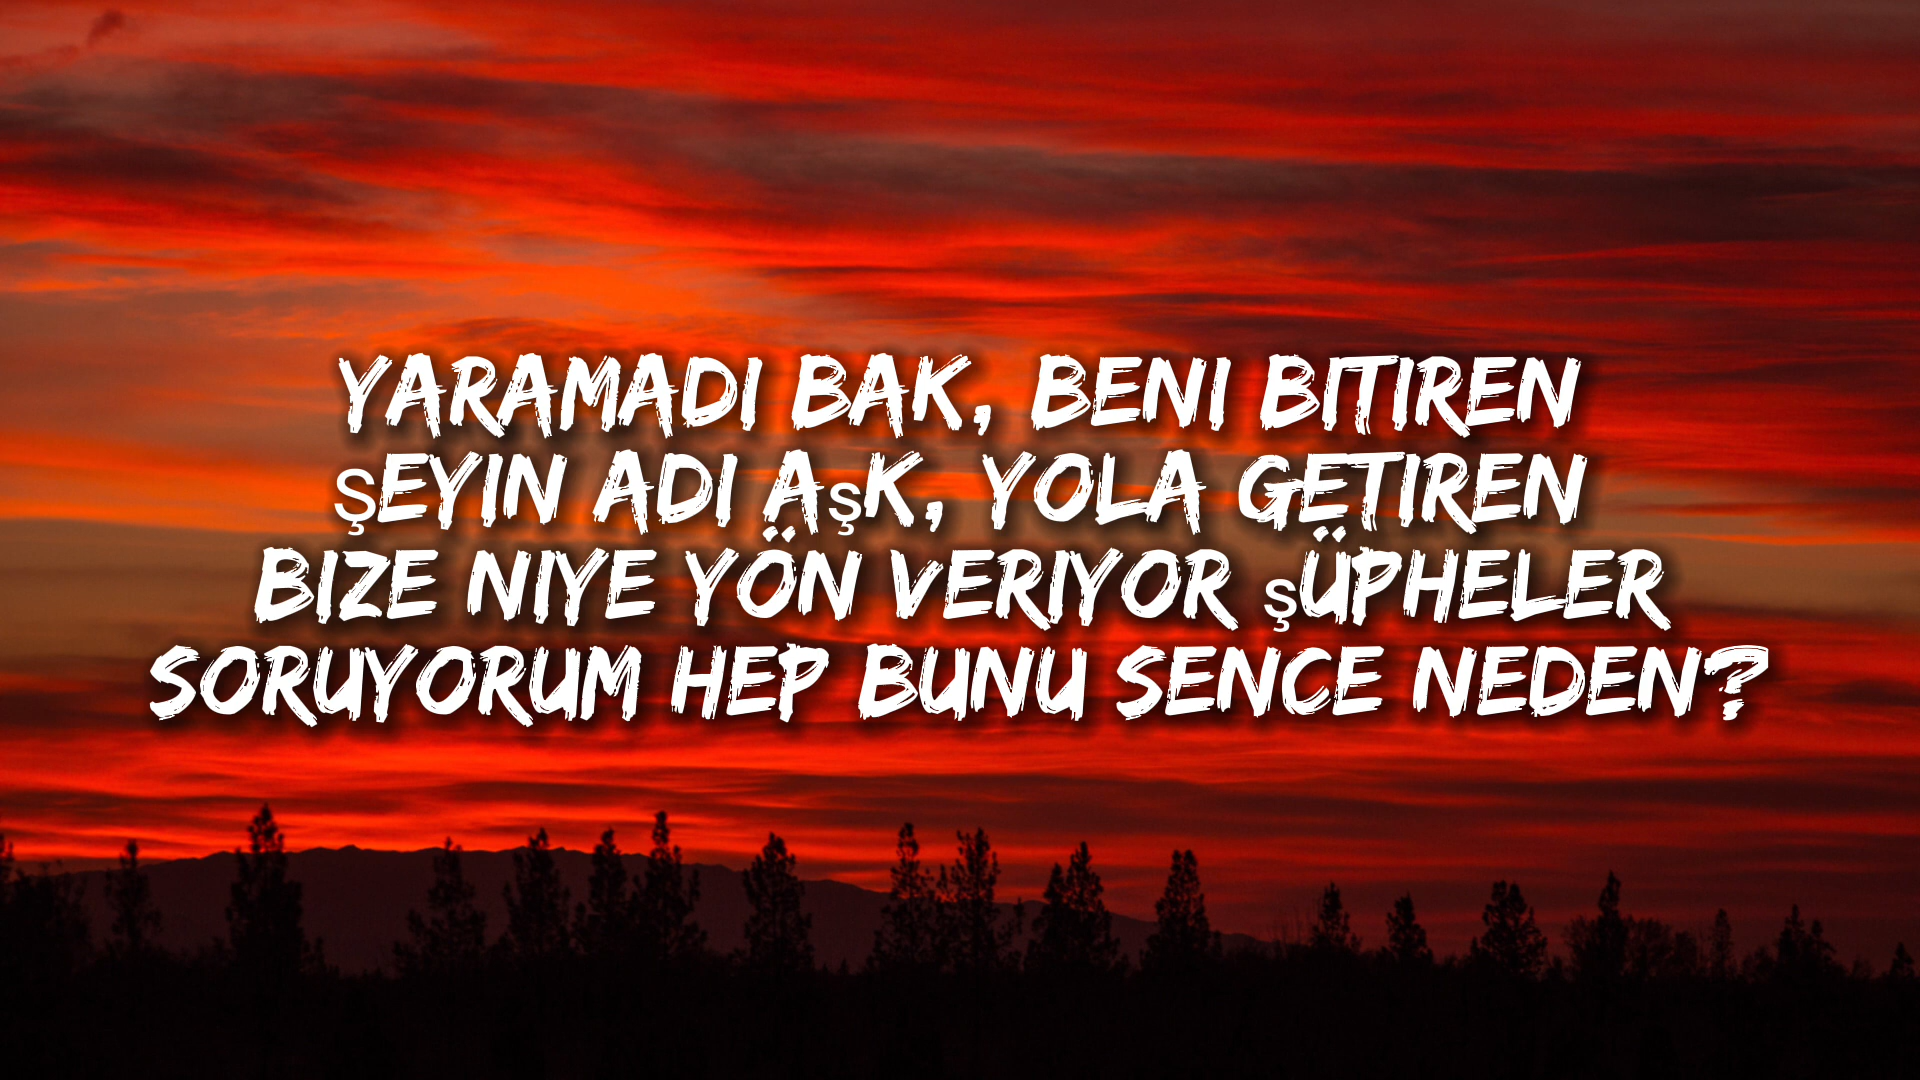 YARAMADI BAK, BENI BITIREN
ŞEYIN ADI AŞK, YOLA GETIREN
BIZE NIYE YÖN VERIYOR ŞÜPHELER
SORUYORUM HEP BUNU SENCE NEDEN?